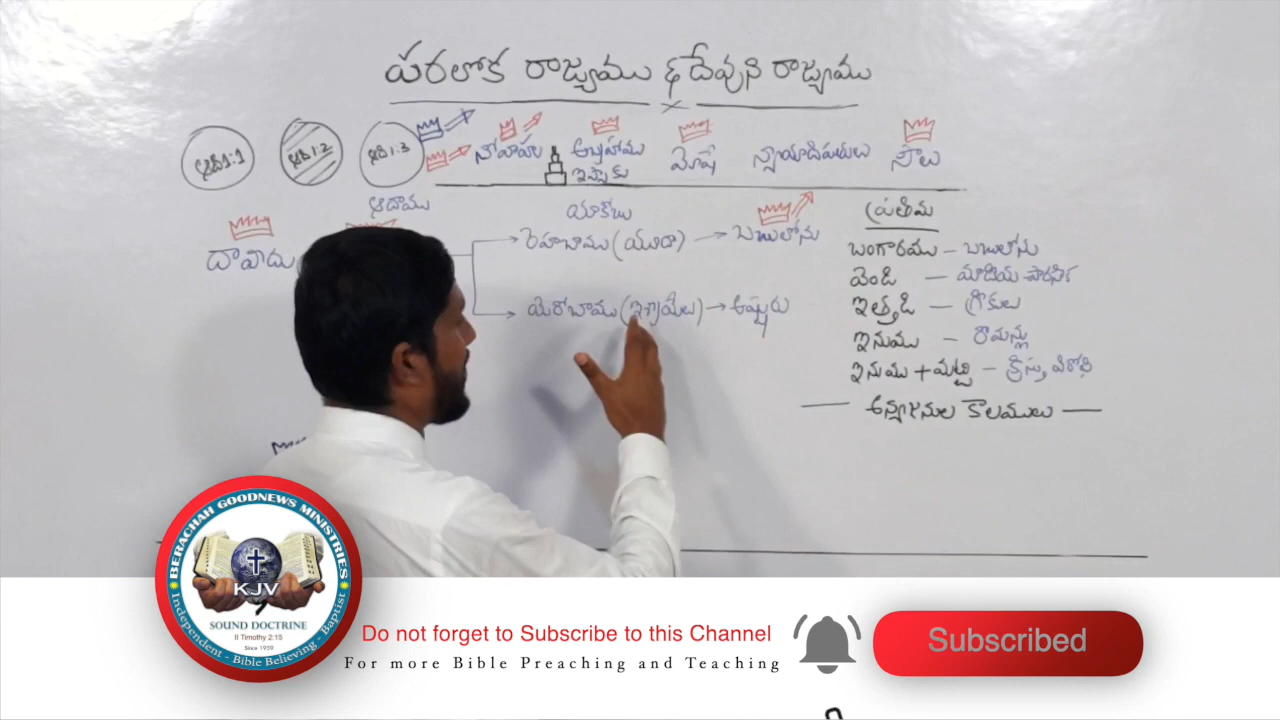 పరలోక రాజ్యము & దేవుని రాజ్యము
ఆది1:1 ఆది1:2 ఆది1:3 నోవాహు అబ్రహాము మోషే న్యాయాధిపతులు సౌలు
ఇస్సాకు
ఆదాము యాకోబు
దావీదు రెహబాము (యూదా) → బబులోను
యెరోబాము (ఇశ్రాయేలు) → అష్షురు
ప్రతిమ
బంగారము - బబులోను
వెండి - మాదియ పారసీక
ఇత్తడి - గ్రీకులు
ఇనుము - రోమన్లు
ఇనుము + మట్టి - క్రీస్తు విరోధి
— అన్యజనుల కాలములు —
BERACHAH GOODNEWS MINISTRIES
KJV
SOUND DOCTRINE
II Timothy 2:15
Since 1959
Independent - Bible Believing - Baptist
Do not forget to Subscribe to this Channel
For more Bible Preaching and Teaching
Subscribed